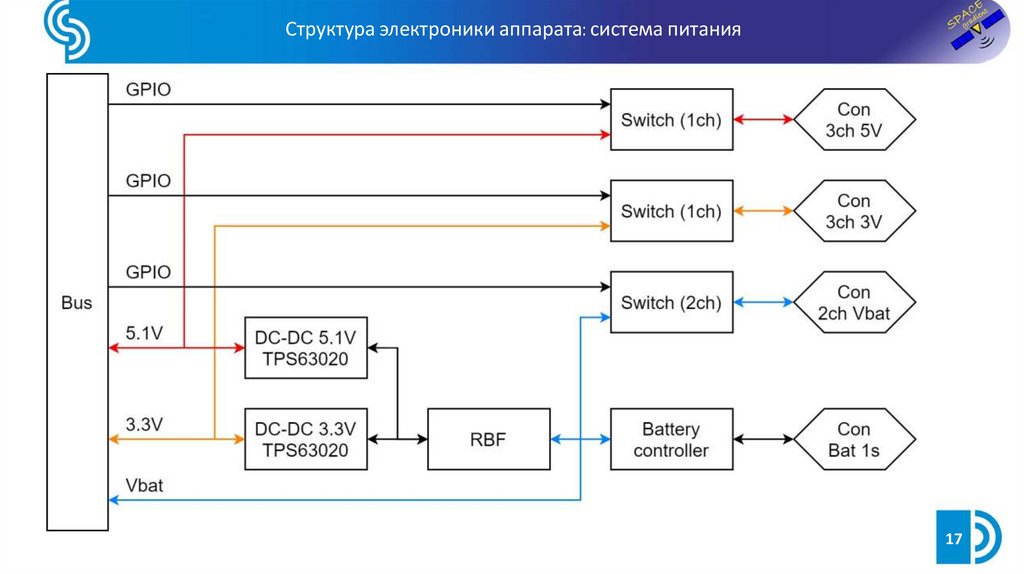 Структура электроники аппарата: система питания
SPACE
gradient
GPIO
Switch (1ch)
Con
3ch 5V
GPIO
Switch (1ch)
Con
3ch 3V
GPIO
Bus
Switch (2ch)
Con
2ch Vbat
5.1V
DC-DC 5.1V
TPS63020
3.3V
DC-DC 3.3V
TPS63020
RBF
Battery
controller
Con
Bat 1s
Vbat
17